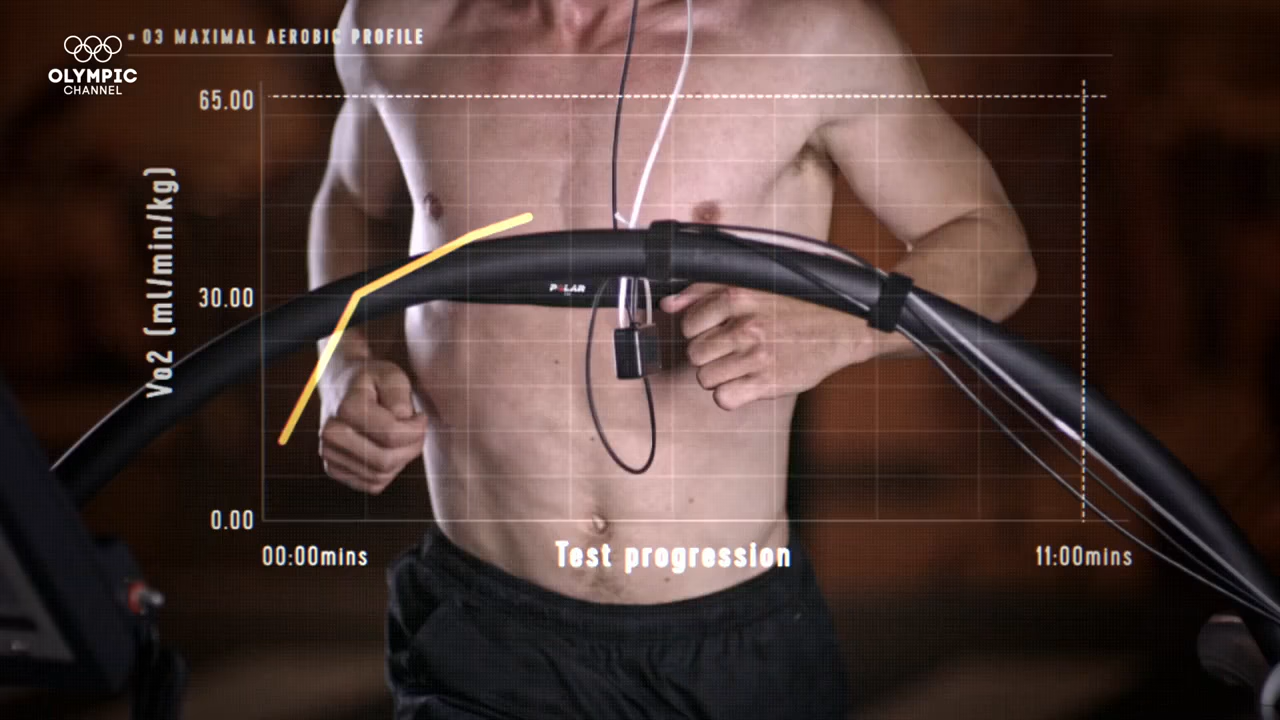 03 MAXIMAL AEROBIC PROFILE
OLYMPIC
CHANNEL
65.00
Vo2 (ml/min/kg)
POLAR
30.00
0.00
00:00mins
Test progression
11:00mins